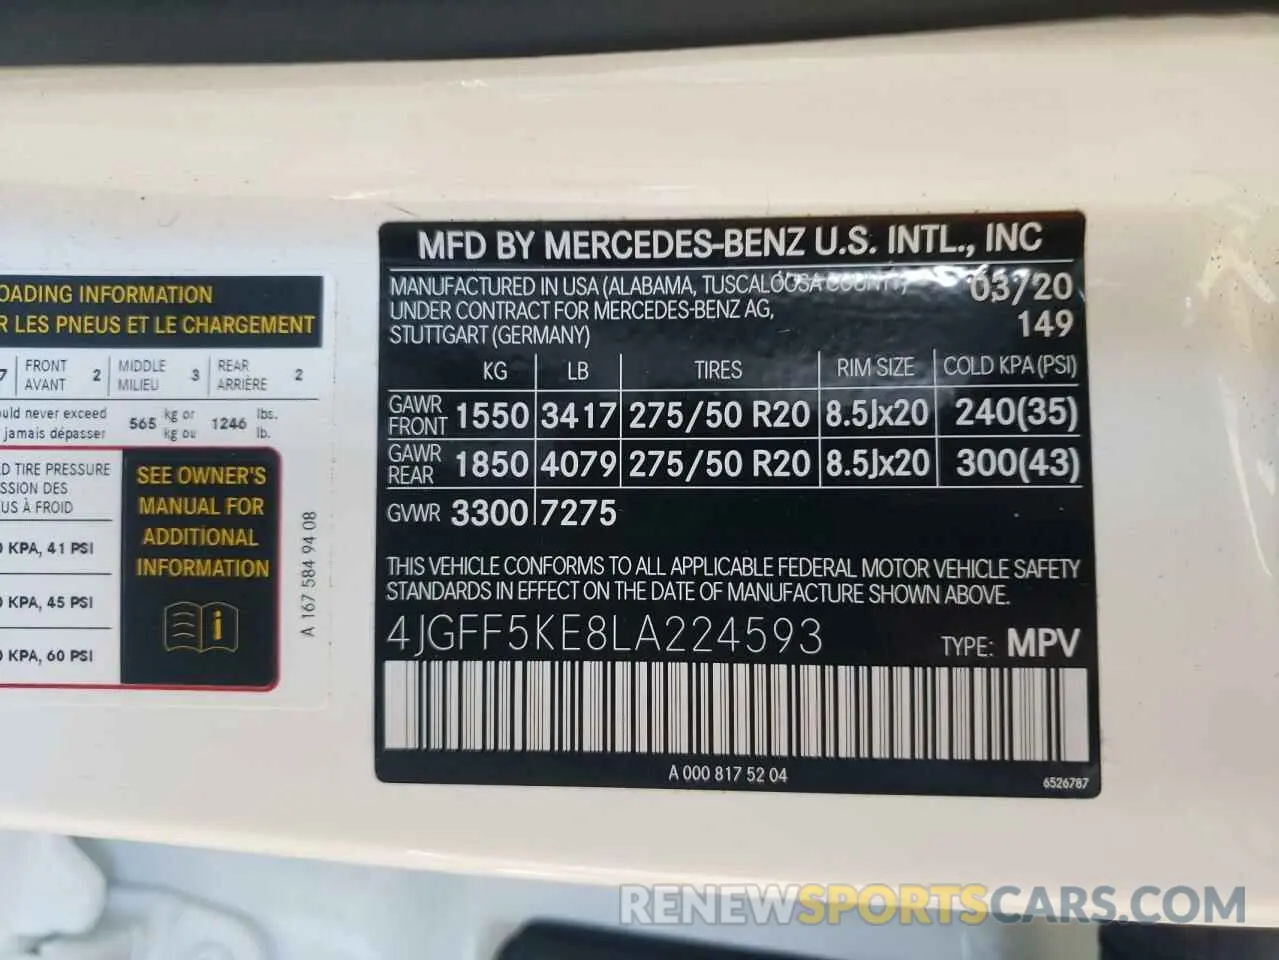 OADING INFORMATION
R LES PNEUS ET LE CHARGEMENT
7 FRONT AVANT 2 MIDDLE MILIEU 3 REAR ARRIÈRE 2
uld never exceed 565 kg or 1246 lbs.
jamais dépasser kg ou lb.
D TIRE PRESSURE
SSION DES
US À FROID
0 KPA, 41 PSI
0 KPA, 45 PSI
0 KPA, 60 PSI
SEE OWNER'S
MANUAL FOR
ADDITIONAL
INFORMATION
i
A 167 584 94 08
MFD BY MERCEDES-BENZ U.S. INTL., INC
MANUFACTURED IN USA (ALABAMA, TUSCALOOSA COUNTY) 03/20
UNDER CONTRACT FOR MERCEDES-BENZ AG, 149
STUTTGART (GERMANY)
KG LB TIRES RIM SIZE COLD KPA (PSI)
GAWR FRONT 1550 3417 275/50 R20 8.5Jx20 240(35)
GAWR REAR 1850 4079 275/50 R20 8.5Jx20 300(43)
GVWR 3300 7275
THIS VEHICLE CONFORMS TO ALL APPLICABLE FEDERAL MOTOR VEHICLE SAFETY
STANDARDS IN EFFECT ON THE DATE OF MANUFACTURE SHOWN ABOVE.
4JGFF5KE8LA224593 TYPE: MPV
A 000 817 52 04
6526787
RENEWSPORTSCARS.COM